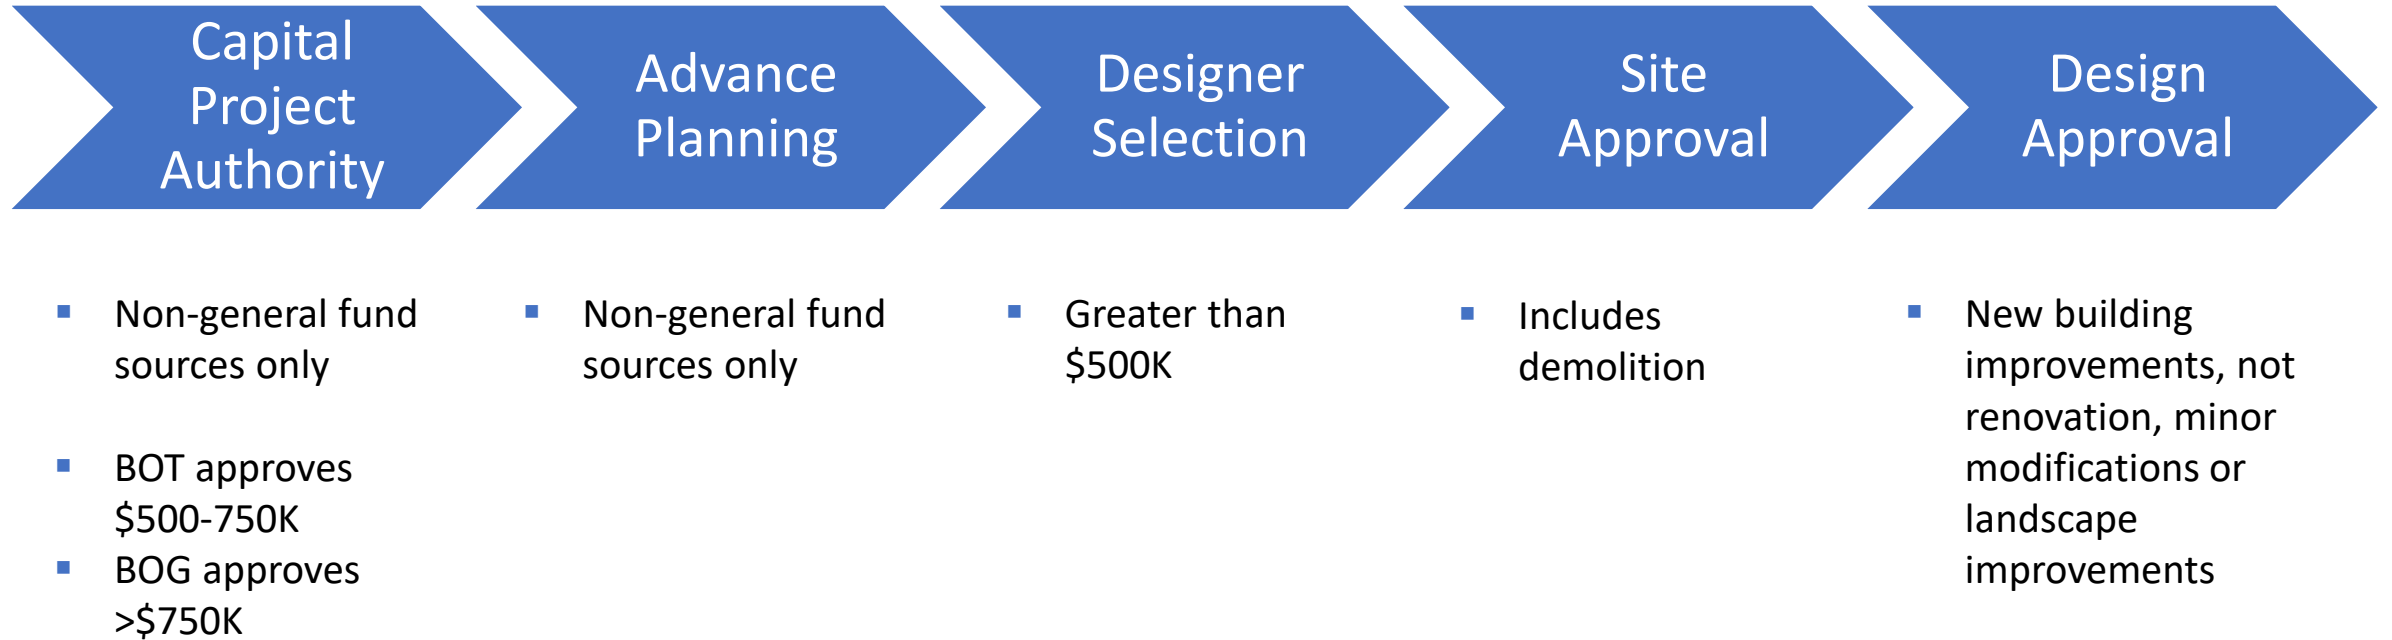 Capital
Project
Authority
Advance
Planning
Designer
Selection
Site
Approval
Design
Approval
▪ Non-general fund
sources only
▪ BOT approves
$500-750K
▪ BOG approves
>$750K
▪ Non-general fund
sources only
▪ Greater than
$500K
▪ Includes
demolition
▪ New building
improvements, not
renovation, minor
modifications or
landscape
improvements